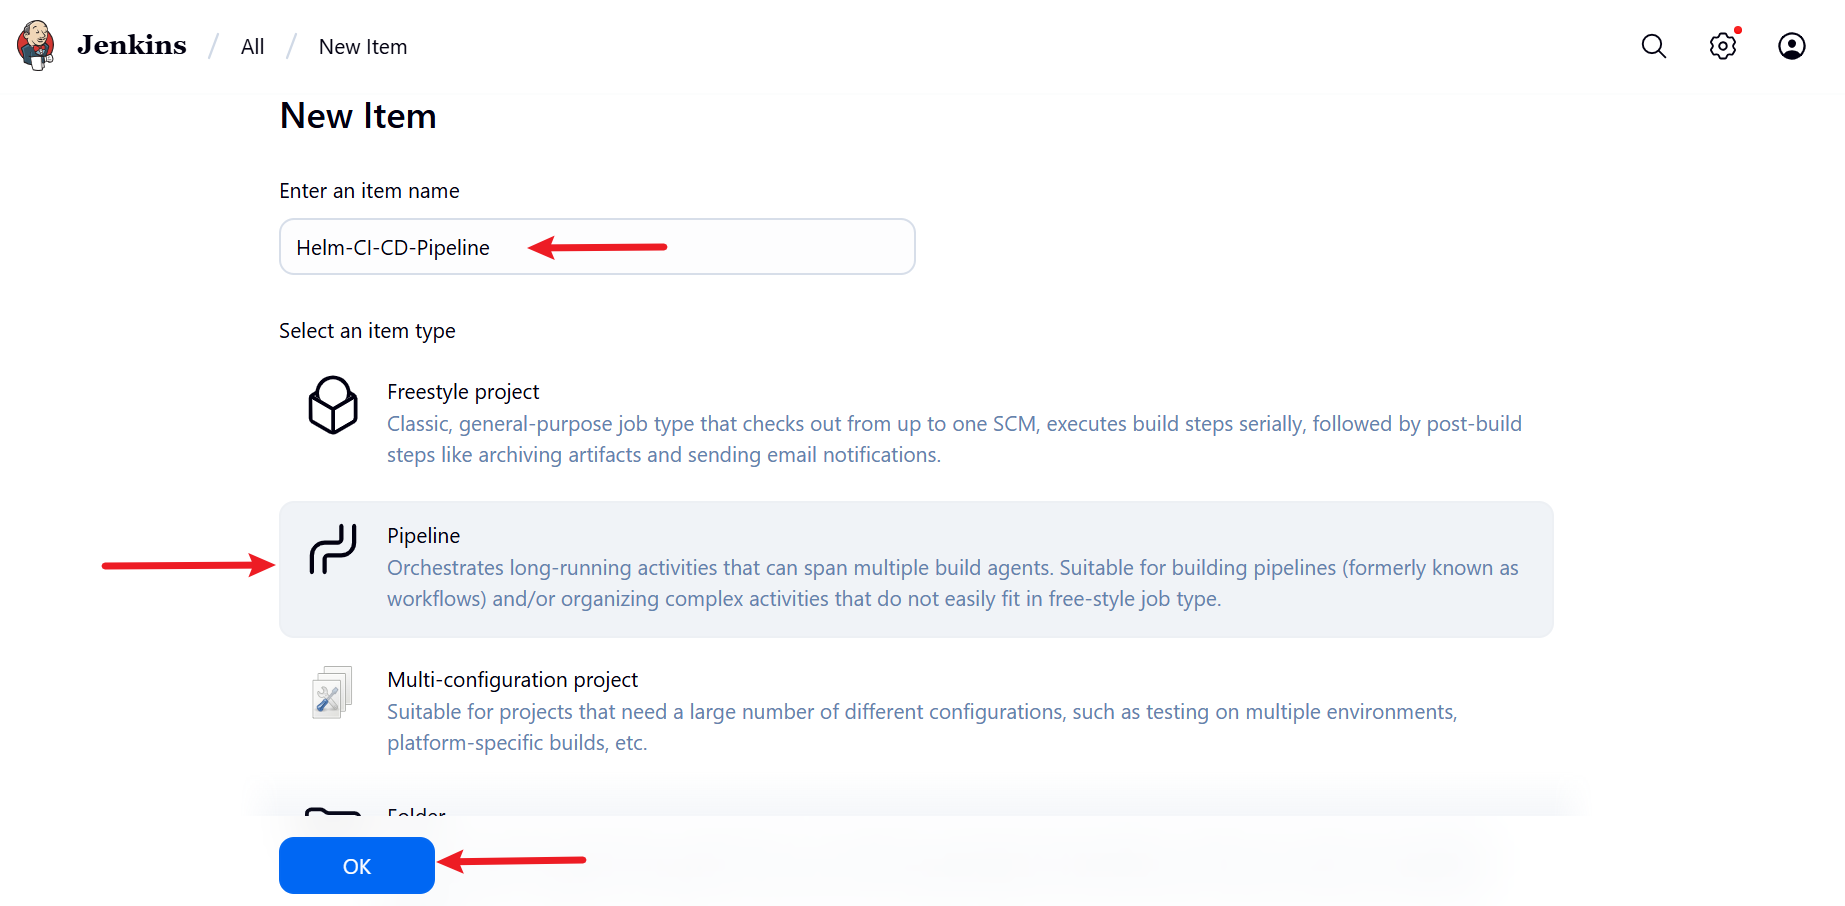 Jenkins / All / New Item
New Item
Enter an item name
Helm-CI-CD-Pipeline
Select an item type
Freestyle project
Classic, general-purpose job type that checks out from up to one SCM, executes build steps serially, followed by post-build
steps like archiving artifacts and sending email notifications.
Pipeline
Orchestrates long-running activities that can span multiple build agents. Suitable for building pipelines (formerly known as
workflows) and/or organizing complex activities that do not easily fit in free-style job type.
Multi-configuration project
Suitable for projects that need a large number of different configurations, such as testing on multiple environments,
platform-specific builds, etc.
Folder
OK